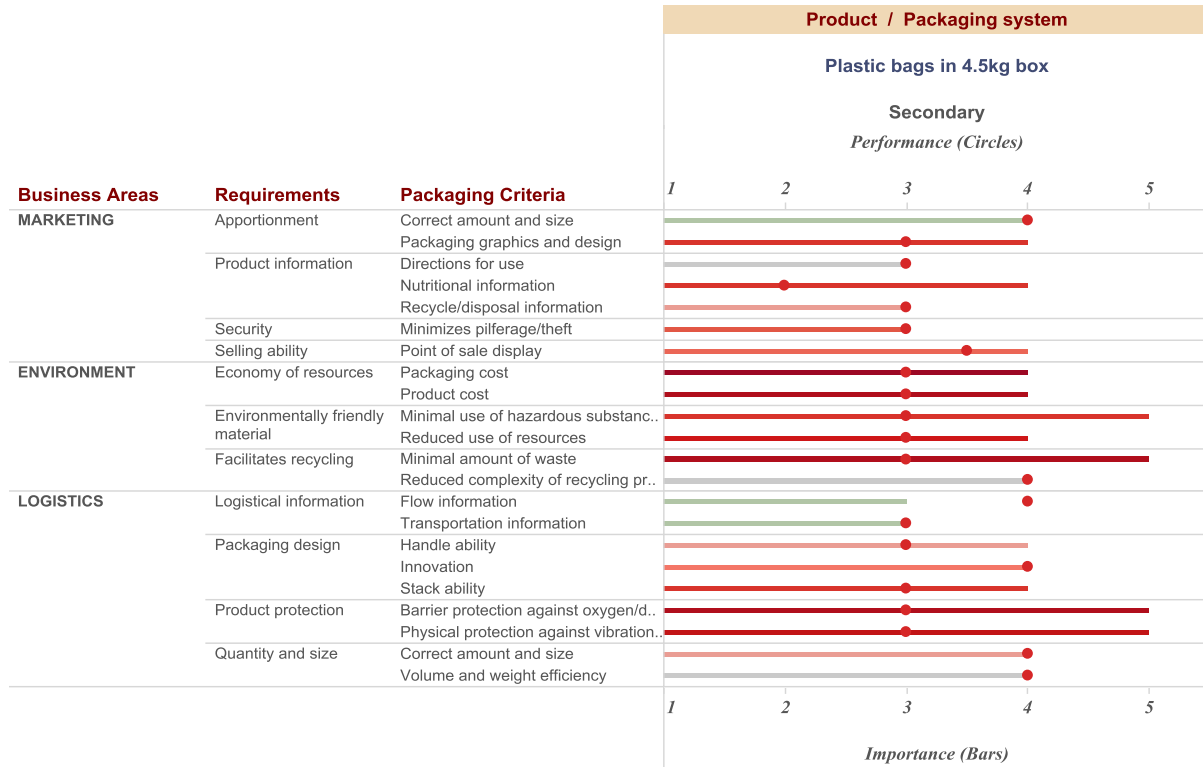 Product / Packaging system
Plastic bags in 4.5kg box
Secondary
Performance (Circles)
1 2 3 4 5
Business Areas Requirements Packaging Criteria
MARKETING Apportionment Correct amount and size
Packaging graphics and design
Product information Directions for use
Nutritional information
Recycle/disposal information
Security Minimizes pilferage/theft
Selling ability Point of sale display
ENVIRONMENT Economy of resources Packaging cost
Product cost
Environmentally friendly Minimal use of hazardous substanc..
material Reduced use of resources
Facilitates recycling Minimal amount of waste
Reduced complexity of recycling pr..
LOGISTICS Logistical information Flow information
Transportation information
Packaging design Handle ability
Innovation
Stack ability
Product protection Barrier protection against oxygen/d..
Physical protection against vibration..
Quantity and size Correct amount and size
Volume and weight efficiency
1 2 3 4 5
Importance (Bars)